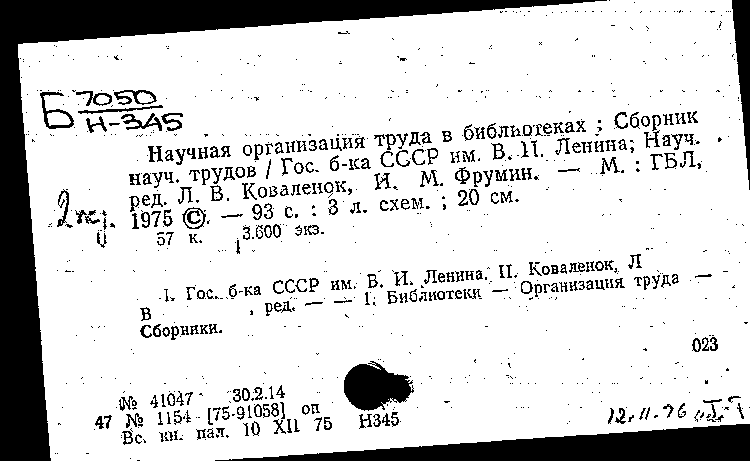 Б 7050
Н-345
Научная организация труда в библиотеках ; Сборник
науч. трудов / Гос. б-ка СССР им. В. И. Ленина; Науч.
ред. Л. В. Коваленок, И. М. Фрумин. — М. : ГБЛ,
2 экз. 1975 ©. — 93 с. : 3 л. схем. ; 20 см.
57 к. 3.600 экз.
I. Гос. б-ка СССР им. В. И. Ленина. II. Коваленок, Л
В , ред. — — 1. Библиотеки — Организация труда —
Сборники.
023
№ 41047 30.2.14
47 № 1154 [75-91058] оп
Вс. кн. пал. 10 XII 75 Н345
12.II.76